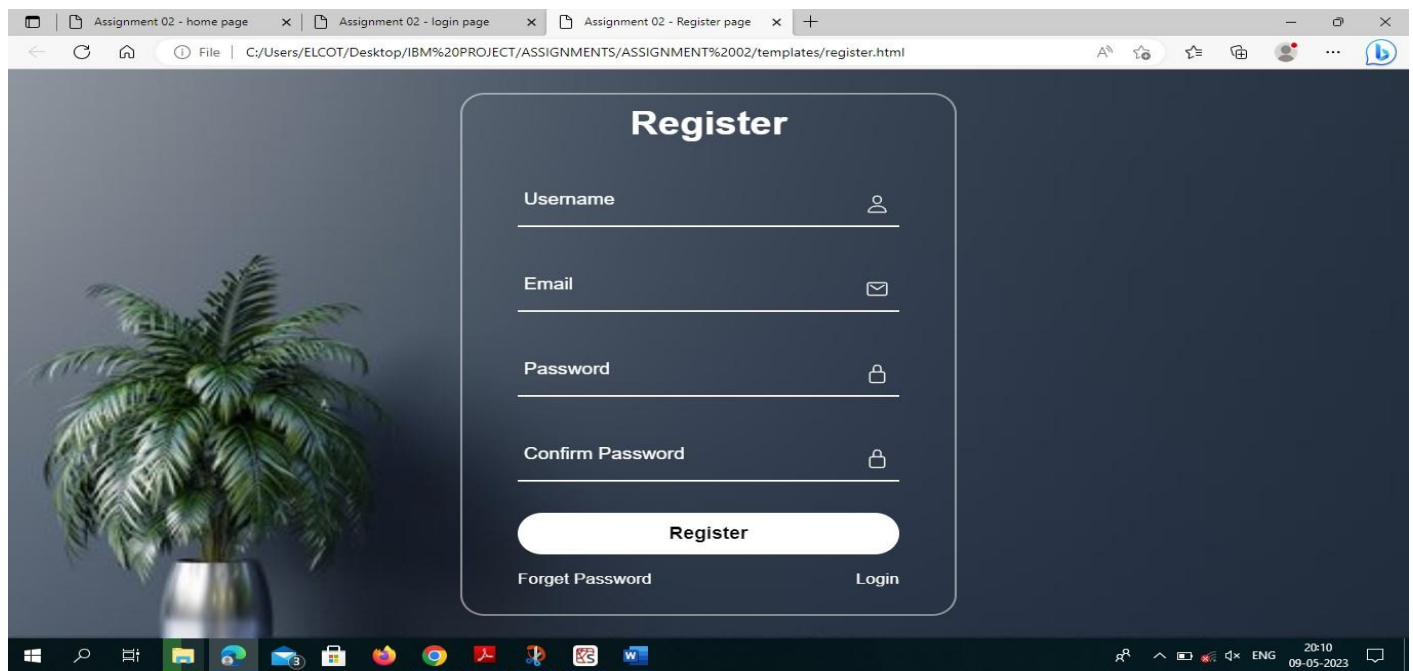 Assignment 02 - home page
Assignment 02 - login page
Assignment 02 - Register page
File
C:/Users/ELCOT/Desktop/IBM%20PROJECT/ASSIGNMENTS/ASSIGNMENT%2002/templates/register.html
Register
Username
Email
Password
Confirm Password
Register
Forget Password
Login
3
ENG
20:10
09-05-2023